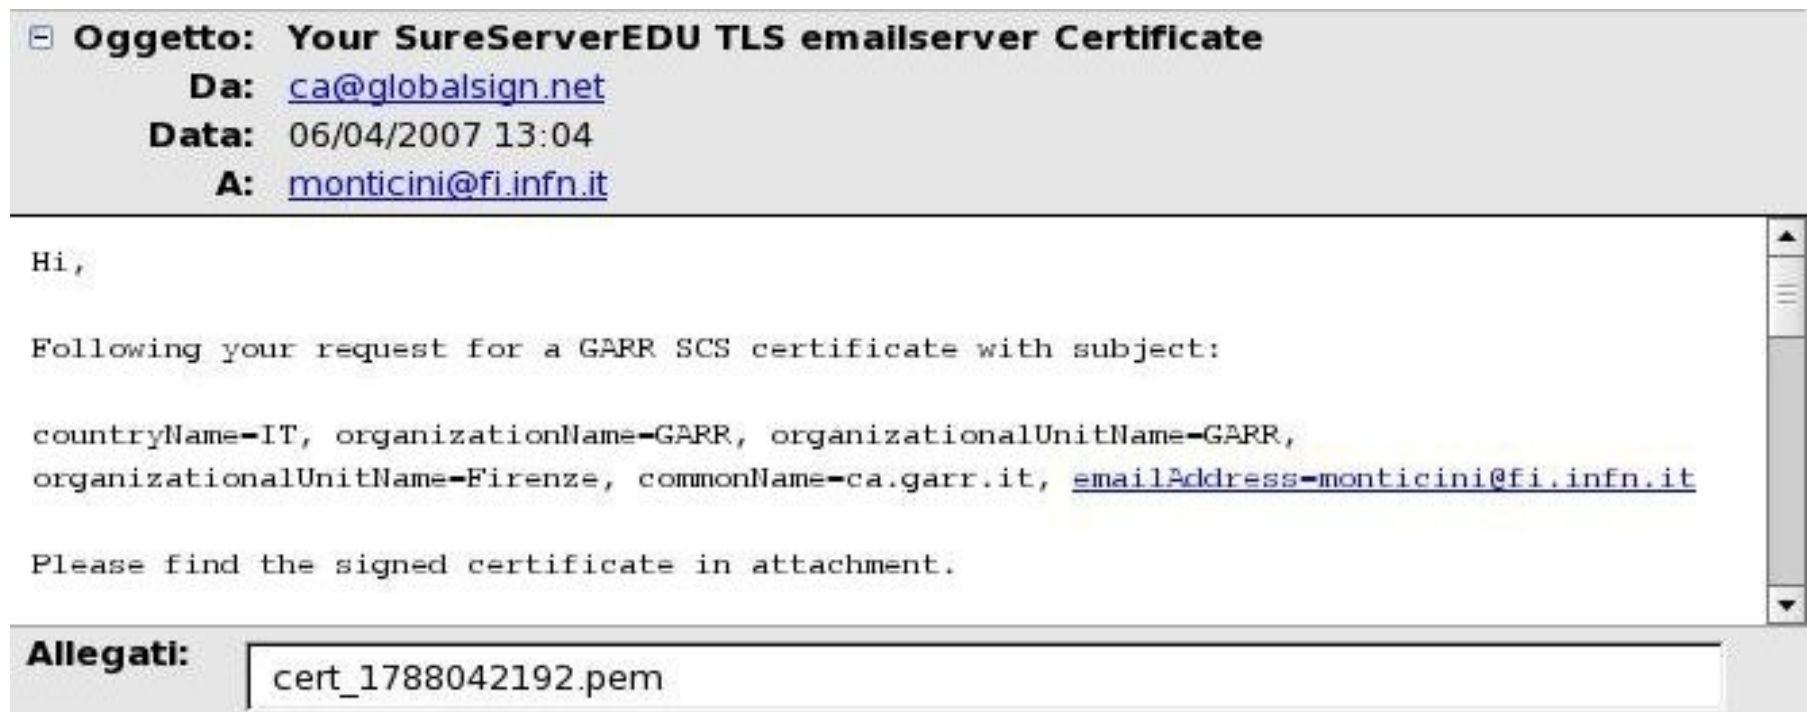 Oggetto: Your SureServerEDU TLS emailserver Certificate
Da: ca@globalsign.net
Data: 06/04/2007 13:04
A: monticini@fi.infn.it
Hi,
Following your request for a GARR SCS certificate with subject:
countryName=IT, organizationName=GARR, organizationalUnitName=GARR,
organizationalUnitName=Firenze, commonName=ca.garr.it, emailAddress=monticini@fi.infn.it
Please find the signed certificate in attachment.
Allegati: cert_1788042192.pem